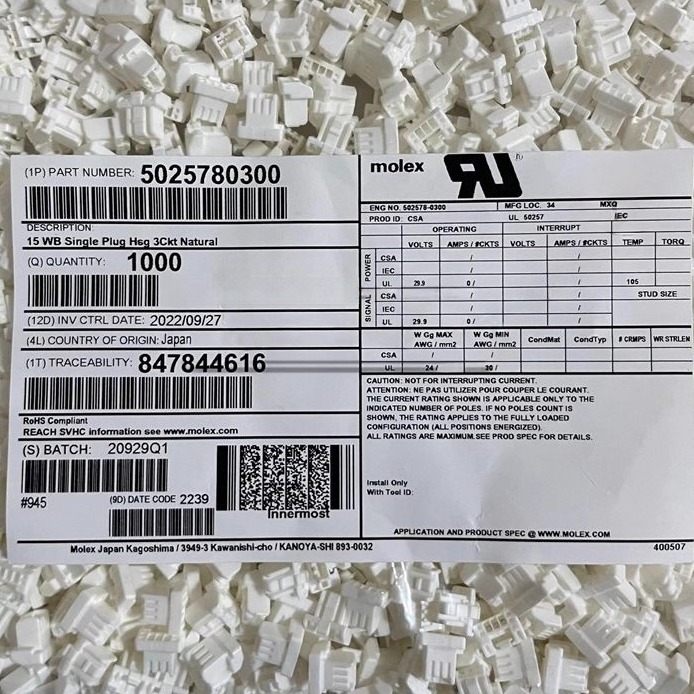 (1P) PART NUMBER: 5025780300
DESCRIPTION:
15 WB Single Plug Hsg 3Ckt Natural
(Q) QUANTITY: 1000
(12D) INV CTRL DATE: 2022/09/27
(4L) COUNTRY OF ORIGIN: Japan
(1T) TRACEABILITY: 847844616
RoHS Compliant
REACH SVHC information see www.molex.com
(S) BATCH: 20929Q1
#945
(9D) DATE CODE 2239
Innermost
molex
RU ®
ENG NO. 502578-0300 MFG LOC. 34 MXQ
PROD ID: CSA UL 50257 IEC
OPERATING INTERRUPT
VOLTS AMPS / #CKTS VOLTS AMPS / #CKTS TEMP TORQ
POWER
CSA / /
IEC / /
UL 29.9 0 / / 105
SIGNAL
CSA / / STUD SIZE
IEC / /
UL 29.9 0 / /
W Gg MAX W Gg MIN CondMat CondTyp # CRMPS WR STRLEN
AWG / mm2 AWG / mm2
CSA / /
UL 24 / 30 /
CAUTION: NOT FOR INTERRUPTING CURRENT.
ATTENTION: NE PAS UTILIZER POUR COUPER LE COURANT.
THE CURRENT RATING SHOWN IS APPLICABLE ONLY TO THE
INDICATED NUMBER OF POLES. IF NO POLES COUNT IS
SHOWN, THE RATING APPLIES TO THE FULLY LOADED
CONFIGURATION (ALL POSITIONS ENERGIZED).
ALL RATINGS ARE MAXIMUM.SEE PROD SPEC FOR DETAILS.
Install Only
With Tool ID:
APPLICATION AND PRODUCT SPEC @ WWW.MOLEX.COM
Molex Japan Kagoshima / 3949-3 Kawanishi-cho / KANOYA-SHI 893-0032
400507